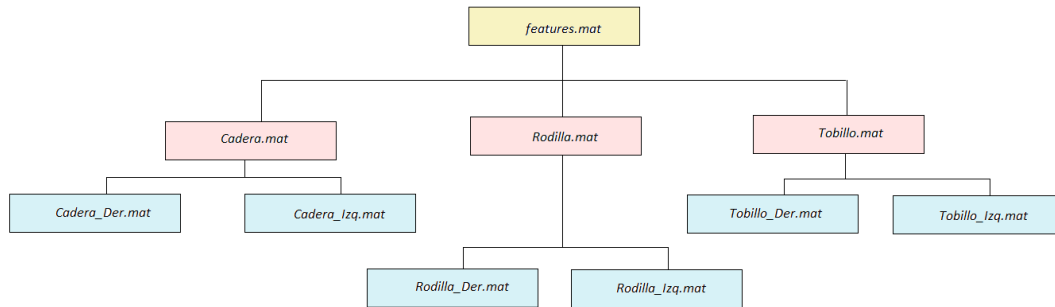 features.mat
Cadera.mat
Rodilla.mat
Tobillo.mat
Cadera_Der.mat
Cadera_Izq.mat
Tobillo_Der.mat
Tobillo_Izq.mat
Rodilla_Der.mat
Rodilla_Izq.mat